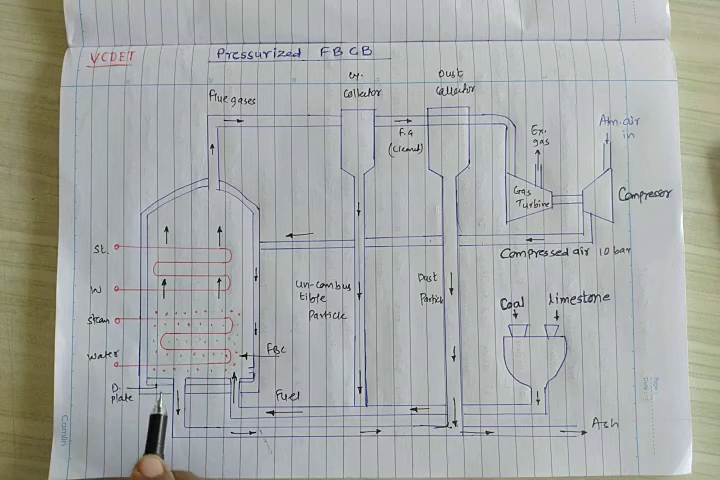 VCDET
Pressurized FBCB
Flue gases
cy.
Collector
Dust
Collector
F.G
(cleaned)
Ex.
gas
Atm. air
in
Gas
Turbine
Compressor
St.
W
Steam
Water
D.
plate
Un-combus
tible
Particle
Dust
Particle
Compressed air 10 bar
Coal
Limestone
FBC
Fuel
Ash
Camlin